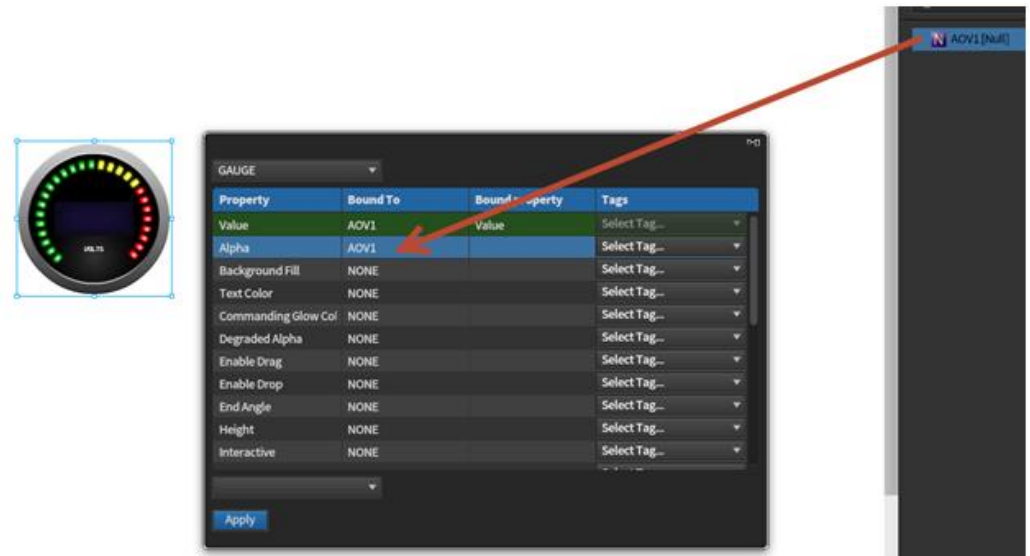 AOV1 [Null]
GAUGE
Property Bound To Bound Property Tags
Value AOV1 Value Select Tag...
Alpha AOV1 Select Tag...
Background Fill NONE Select Tag...
Text Color NONE Select Tag...
Commanding Glow Col NONE Select Tag...
Degraded Alpha NONE Select Tag...
Enable Drag NONE Select Tag...
Enable Drop NONE Select Tag...
End Angle NONE Select Tag...
Height NONE Select Tag...
Interactive NONE Select Tag...
Apply
VOLTS